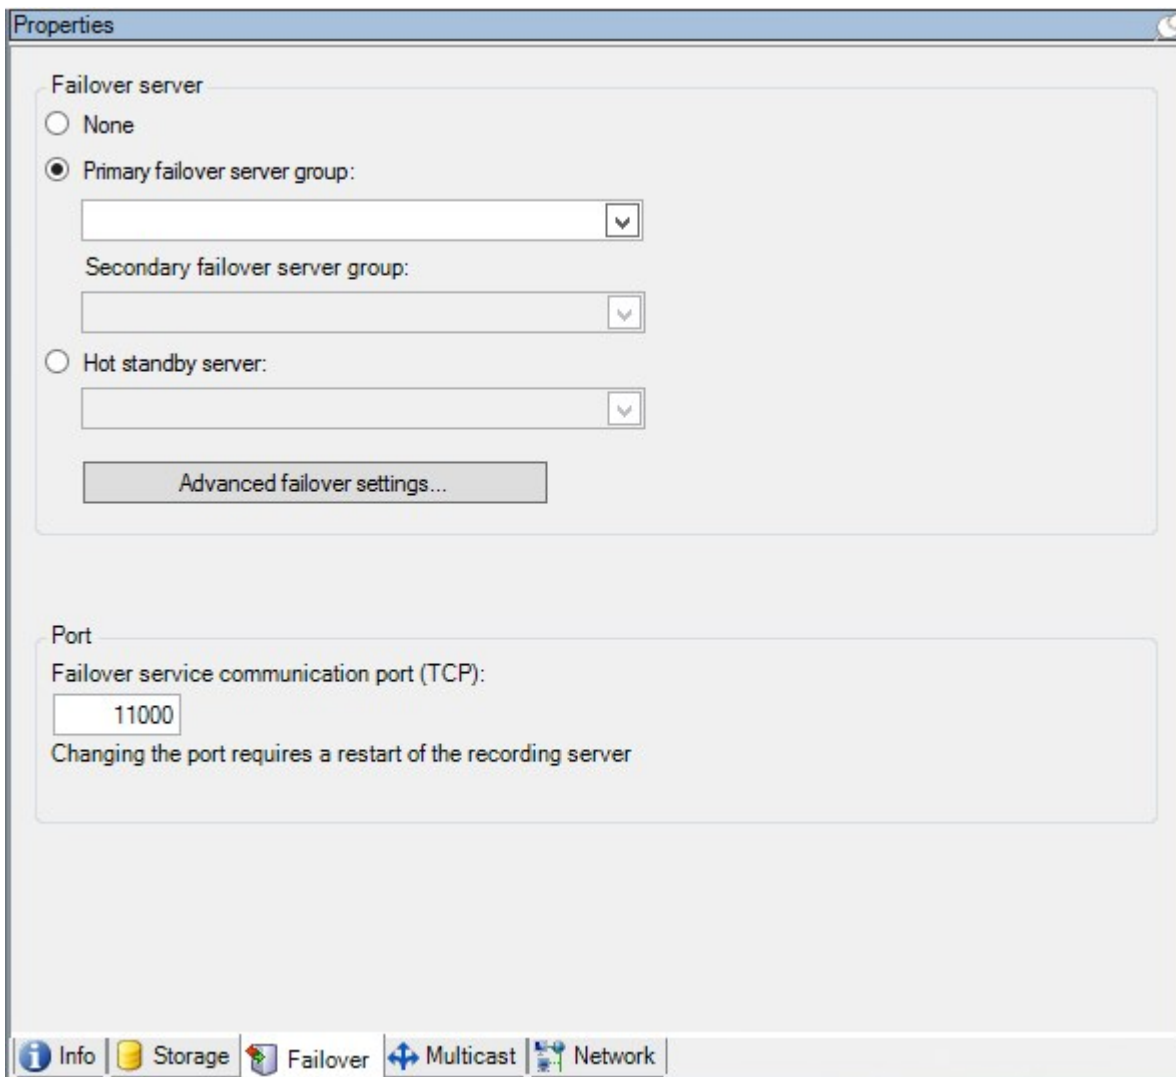 Properties
Failover server
None
Primary failover server group:
Secondary failover server group:
Hot standby server:
Advanced failover settings...
Port
Failover service communication port (TCP):
11000
Changing the port requires a restart of the recording server
Info Storage Failover Multicast Network